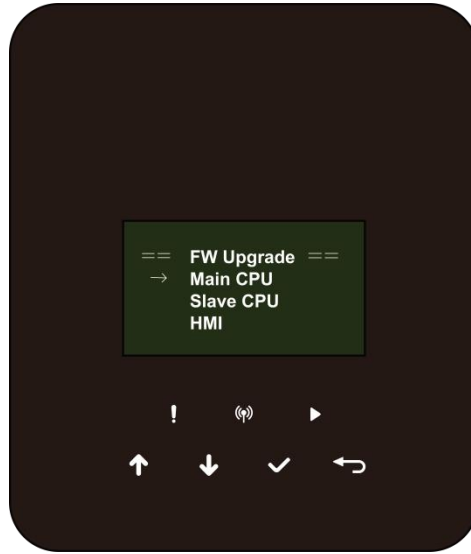 == FW Upgrade ==
→ Main CPU
Slave CPU
HMI